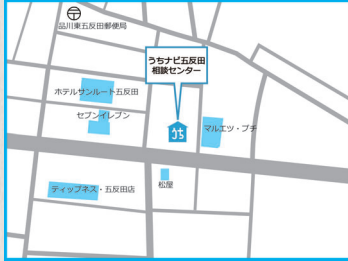 品川東五反田郵便局
うちナビ五反田
相談センター
ホテルサンルート五反田
セブンイレブン
マルエツ・プチ
うち
松屋
ティップネス・五反田店